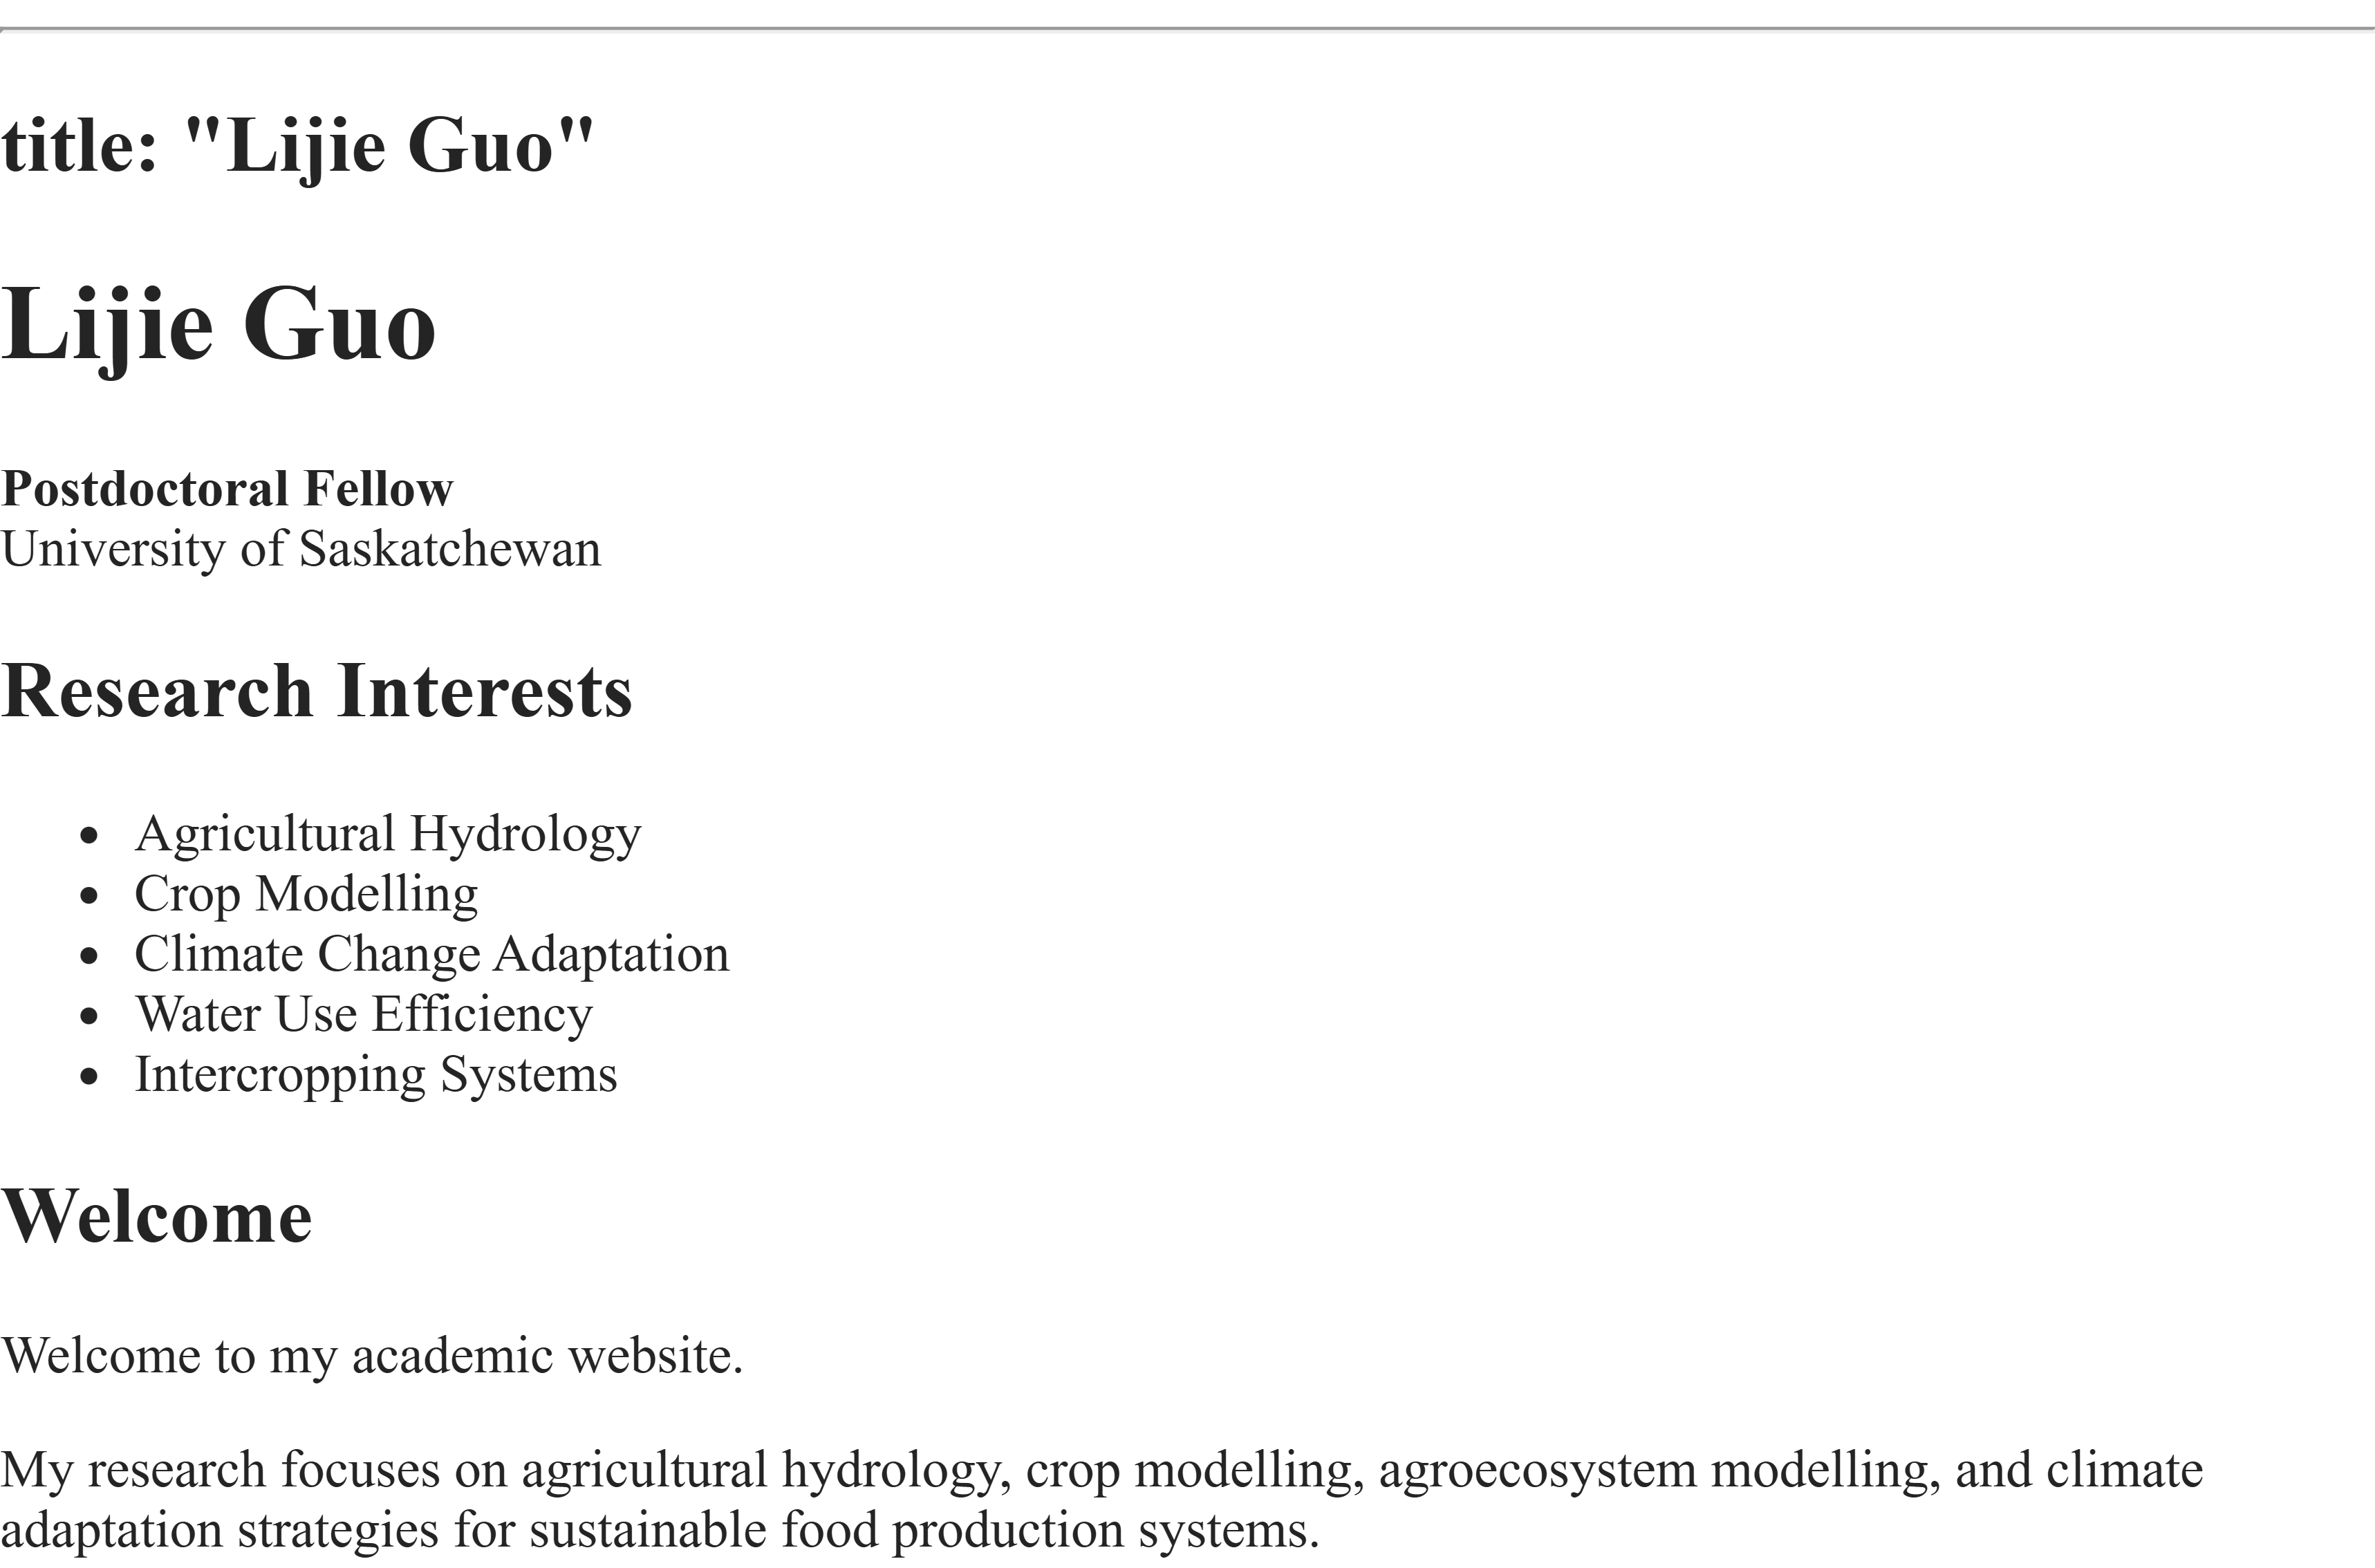 title: "Lijie Guo"
Lijie Guo
Postdoctoral Fellow
University of Saskatchewan
Research Interests
• Agricultural Hydrology
• Crop Modelling
• Climate Change Adaptation
• Water Use Efficiency
• Intercropping Systems
Welcome
Welcome to my academic website.
My research focuses on agricultural hydrology, crop modelling, agroecosystem modelling, and climate
adaptation strategies for sustainable food production systems.